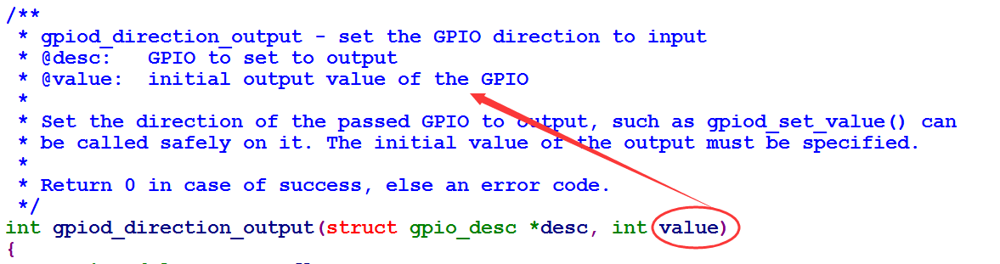 /**
 * gpiod_direction_output - set the GPIO direction to input
 * @desc:   GPIO to set to output
 * @value:  initial output value of the GPIO
 *
 * Set the direction of the passed GPIO to output, such as gpiod_set_value() can
 * be called safely on it. The initial value of the output must be specified.
 *
 * Return 0 in case of success, else an error code.
 */
int gpiod_direction_output(struct gpio_desc *desc, int value)
{